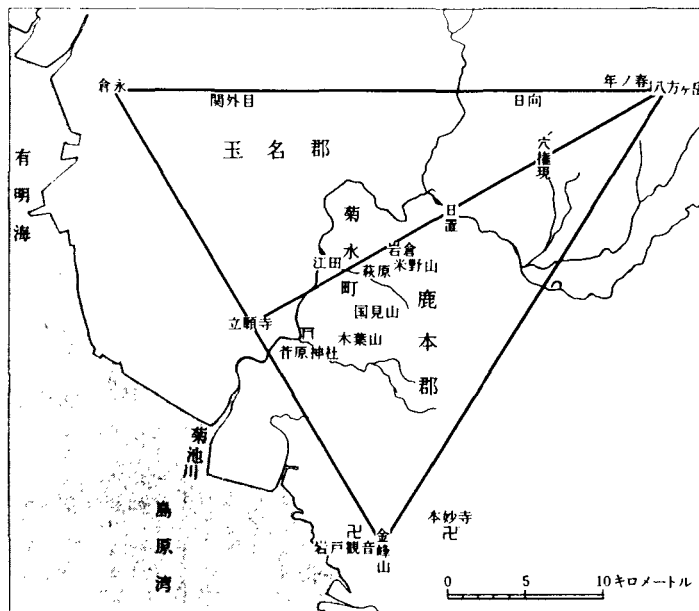 年ノ春
八方ヶ岳
倉永
関外目
日向
穴権現
玉名郡
有明海
菊水町
日置
岩倉
江田
萩原
米野山
鹿本郡
国見山
立願寺
木葉山
菅原神社
菊池川
島原湾
本妙寺
岩戸観音
金峰山
0 5 10キロメートル